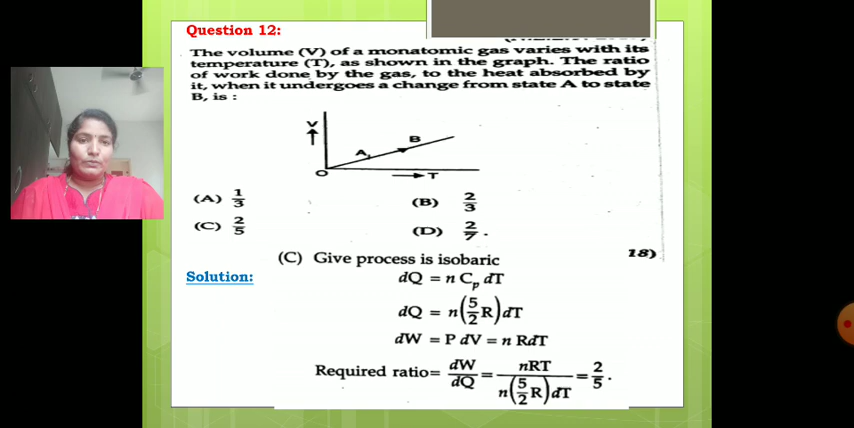 Question 12:
The volume (V) of a monatomic gas varies with its
temperature (T), as shown in the graph. The ratio
of work done by the gas, to the heat absorbed by
it, when it undergoes a change from state A to state
B, is :
V
A
B
O
T
(A) 1/3
(B) 2/3
(C) 2/5
(D) 2/7 .
18)
(C) Give process is isobaric
Solution:
dQ = n C_p dT
dQ = n(5/2 R)dT
dW = P dV = n RdT
Required ratio= dW/dQ = nRT / n(5/2 R)dT = 2/5 .